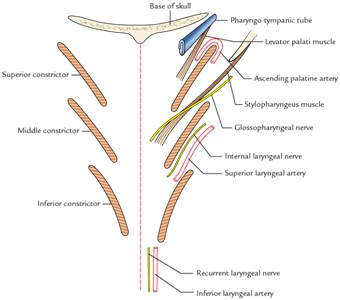 Base of skull
Pharyngo-tympanic tube
Levator palati muscle
Superior constrictor
Ascending palatine artery
Stylopharyngeus muscle
Middle constrictor
Glossopharyngeal nerve
Internal laryngeal nerve
Superior laryngeal artery
Inferior constrictor
Recurrent laryngeal nerve
Inferior laryngeal artery